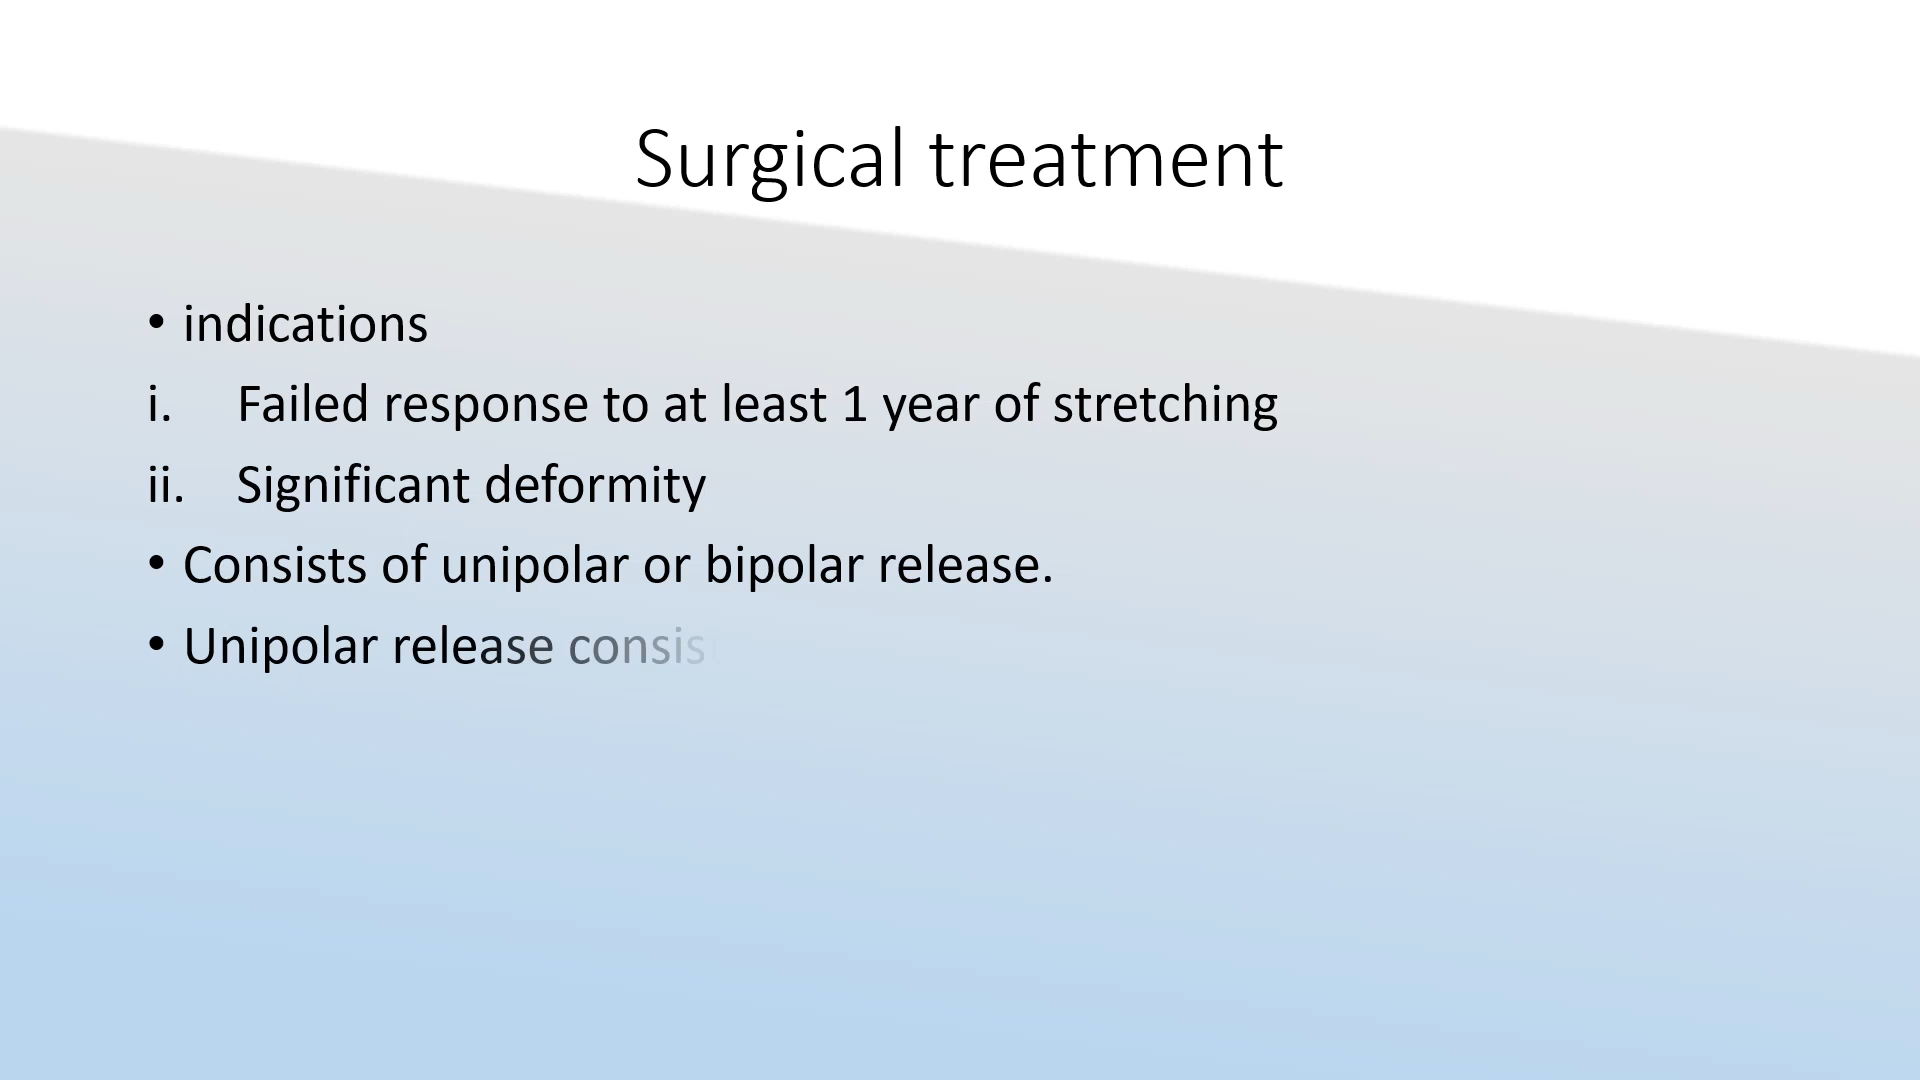 Surgical treatment
• indications
i. Failed response to at least 1 year of stretching
ii. Significant deformity
• Consists of unipolar or bipolar release.
• Unipolar release consis